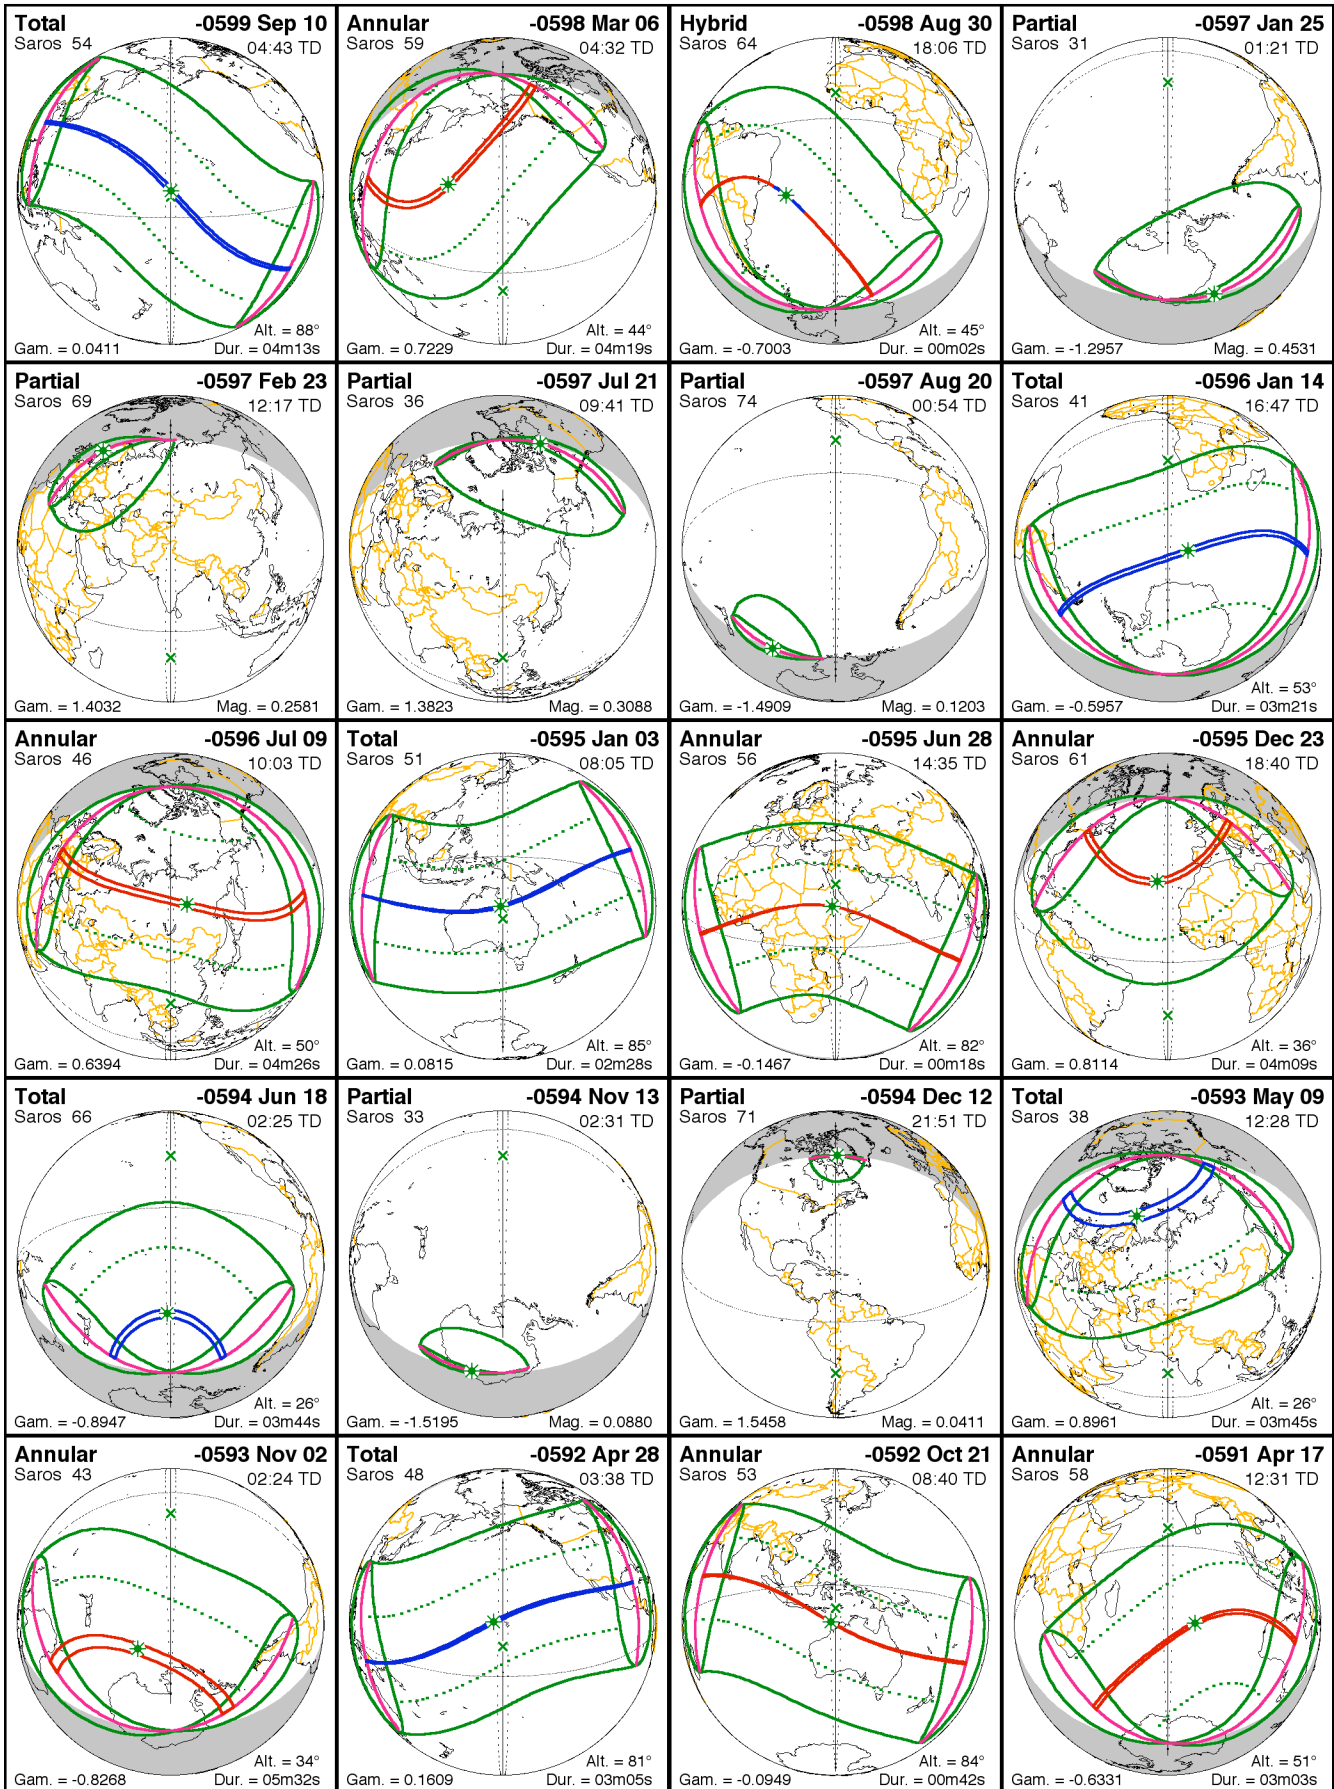 Total -0599 Sep 10
Saros 54 04:43 TD
Alt. = 88°
Gam. = 0.0411 Dur. = 04m13s
Annular -0598 Mar 06
Saros 59 04:32 TD
Alt. = 44°
Gam. = 0.7229 Dur. = 04m19s
Hybrid -0598 Aug 30
Saros 64 18:06 TD
Alt. = 45°
Gam. = -0.7003 Dur. = 00m02s
Partial -0597 Jan 25
Saros 31 01:21 TD
Gam. = -1.2957 Mag. = 0.4531
Partial -0597 Feb 23
Saros 69 12:17 TD
Gam. = 1.4032 Mag. = 0.2581
Partial -0597 Jul 21
Saros 36 09:41 TD
Gam. = 1.3823 Mag. = 0.3088
Partial -0597 Aug 20
Saros 74 00:54 TD
Gam. = -1.4909 Mag. = 0.1203
Total -0596 Jan 14
Saros 41 16:47 TD
Alt. = 53°
Gam. = -0.5957 Dur. = 03m21s
Annular -0596 Jul 09
Saros 46 10:03 TD
Alt. = 50°
Gam. = 0.6394 Dur. = 04m26s
Total -0595 Jan 03
Saros 51 08:05 TD
Alt. = 85°
Gam. = 0.0815 Dur. = 02m28s
Annular -0595 Jun 28
Saros 56 14:35 TD
Alt. = 82°
Gam. = -0.1467 Dur. = 00m18s
Annular -0595 Dec 23
Saros 61 18:40 TD
Alt. = 36°
Gam. = 0.8114 Dur. = 04m09s
Total -0594 Jun 18
Saros 66 02:25 TD
Alt. = 26°
Gam. = -0.8947 Dur. = 03m44s
Partial -0594 Nov 13
Saros 33 02:31 TD
Gam. = -1.5195 Mag. = 0.0880
Partial -0594 Dec 12
Saros 71 21:51 TD
Gam. = 1.5458 Mag. = 0.0411
Total -0593 May 09
Saros 38 12:28 TD
Alt. = 26°
Gam. = 0.8961 Dur. = 03m45s
Annular -0593 Nov 02
Saros 43 02:24 TD
Alt. = 34°
Gam. = -0.8268 Dur. = 05m32s
Total -0592 Apr 28
Saros 48 03:38 TD
Alt. = 81°
Gam. = 0.1609 Dur. = 03m05s
Annular -0592 Oct 21
Saros 53 08:40 TD
Alt. = 84°
Gam. = -0.0949 Dur. = 00m42s
Annular -0591 Apr 17
Saros 58 12:31 TD
Alt. = 51°
Gam. = -0.6331 Dur. = 03m03s